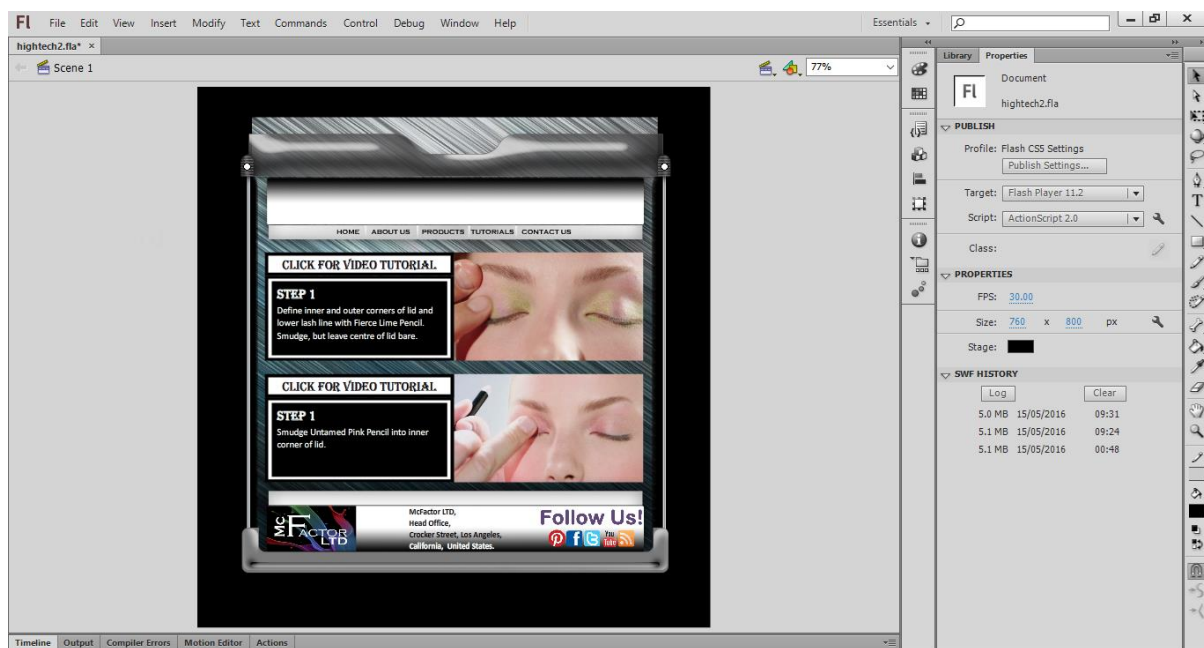 Fl File Edit View Insert Modify Text Commands Control Debug Window Help
Essentials
hightech2.fla* ×
Scene 1
77%
HOME ABOUT US PRODUCTS TUTORIALS CONTACT US
CLICK FOR VIDEO TUTORIAL
STEP 1
Define inner and outer corners of lid and
lower lash line with Fierce Lime Pencil.
Smudge, but leave centre of lid bare.
CLICK FOR VIDEO TUTORIAL
STEP 1
Smudge Untamed Pink Pencil into inner
corner of lid.
MC FACTOR
LTD
McFactor LTD,
Head Office,
Crocker Street, Los Angeles,
California, United States.
Follow Us!
You
Tube
Timeline Output Compiler Errors Motion Editor Actions
Library Properties
Fl
Document
hightech2.fla
PUBLISH
Profile: Flash CS5 Settings
Publish Settings...
Target: Flash Player 11.2
Script: ActionScript 2.0
Class:
PROPERTIES
FPS: 30.00
Size: 760 x 800 px
Stage:
SWF HISTORY
Log Clear
5.0 MB 15/05/2016 09:31
5.1 MB 15/05/2016 09:24
5.1 MB 15/05/2016 00:48